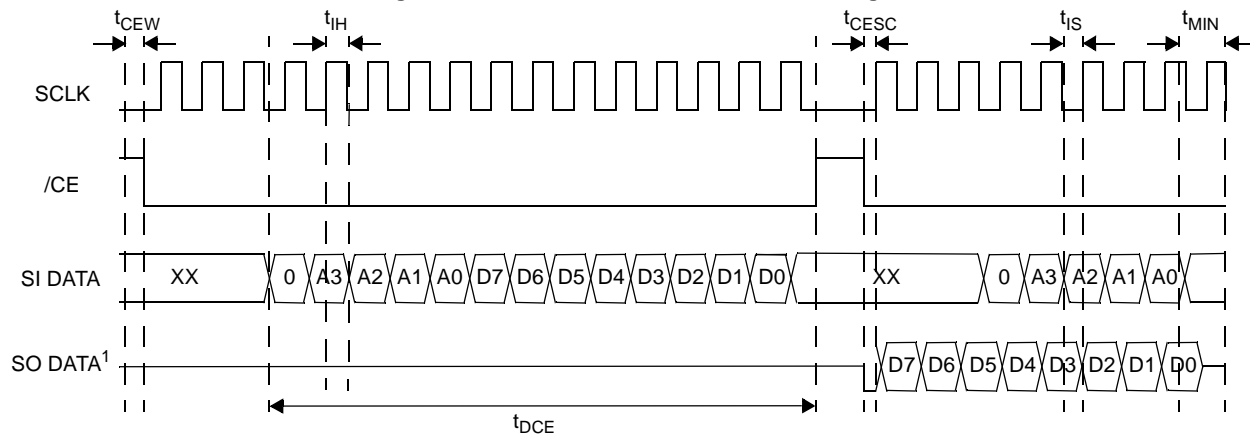 tCEW tIH tCESC tIS tMIN
SCLK
/CE
SI DATA XX 0 A3 A2 A1 A0 D7 D6 D5 D4 D3 D2 D1 D0 XX 0 A3 A2 A1 A0
SO DATA1 D7 D6 D5 D4 D3 D2 D1 D0
tDCE